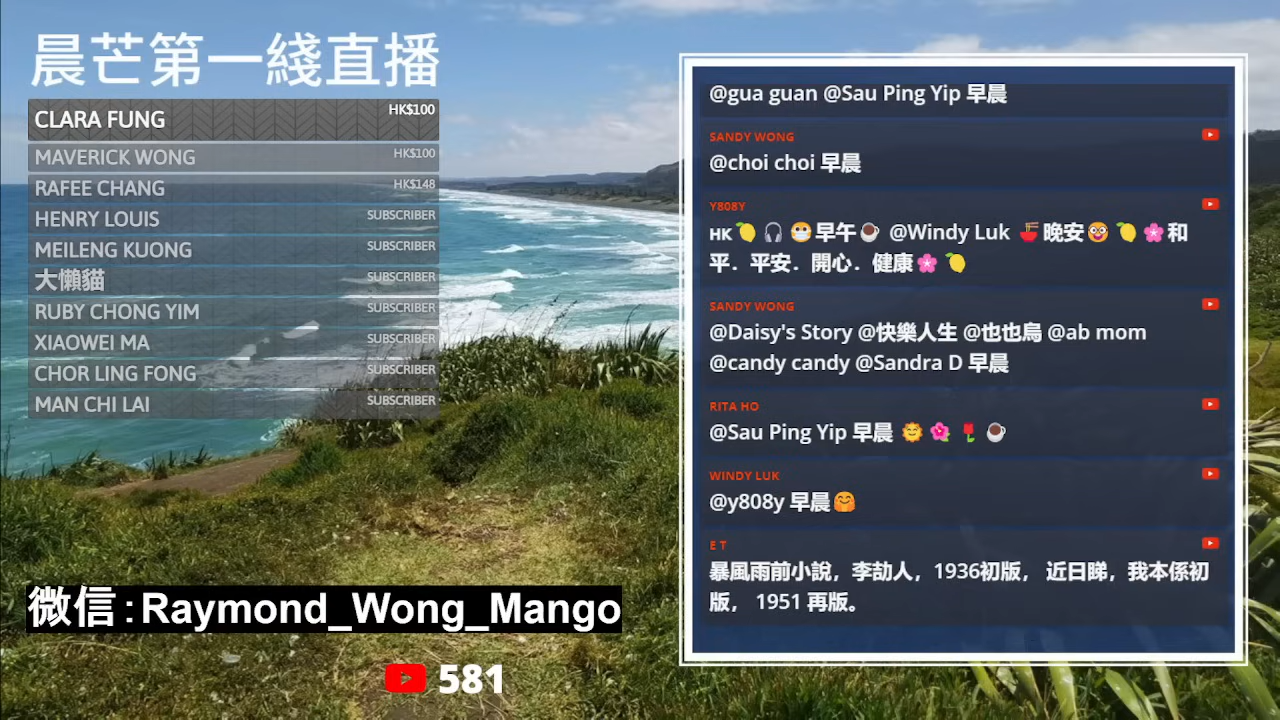 晨芒第一綫直播
CLARA FUNG HK$100
MAVERICK WONG HK$100
RAFEE CHANG HK$148
HENRY LOUIS SUBSCRIBER
MEILENG KUONG SUBSCRIBER
大懶貓 SUBSCRIBER
RUBY CHONG YIM SUBSCRIBER
XIAOWEI MA SUBSCRIBER
CHOR LING FONG SUBSCRIBER
MAN CHI LAI SUBSCRIBER
微信:Raymond_Wong_Mango
581
@gua guan @Sau Ping Yip 早晨
SANDY WONG
@choi choi 早晨
Y808Y
ʜᴋ🍋🎧😷早午☕ @Windy Luk 🍜晚安🤡🍋🌸和
平．平安．開心．健康🌸🍋
SANDY WONG
@Daisy's Story @快樂人生 @也也烏 @ab mom
@candy candy @Sandra D 早晨
RITA HO
@Sau Ping Yip 早晨 🌞🌺🌷☕
WINDY LUK
@y808y 早晨🤗
E T
暴風雨前小說，李劼人，1936初版， 近日睇，我本係初
版， 1951 再版。